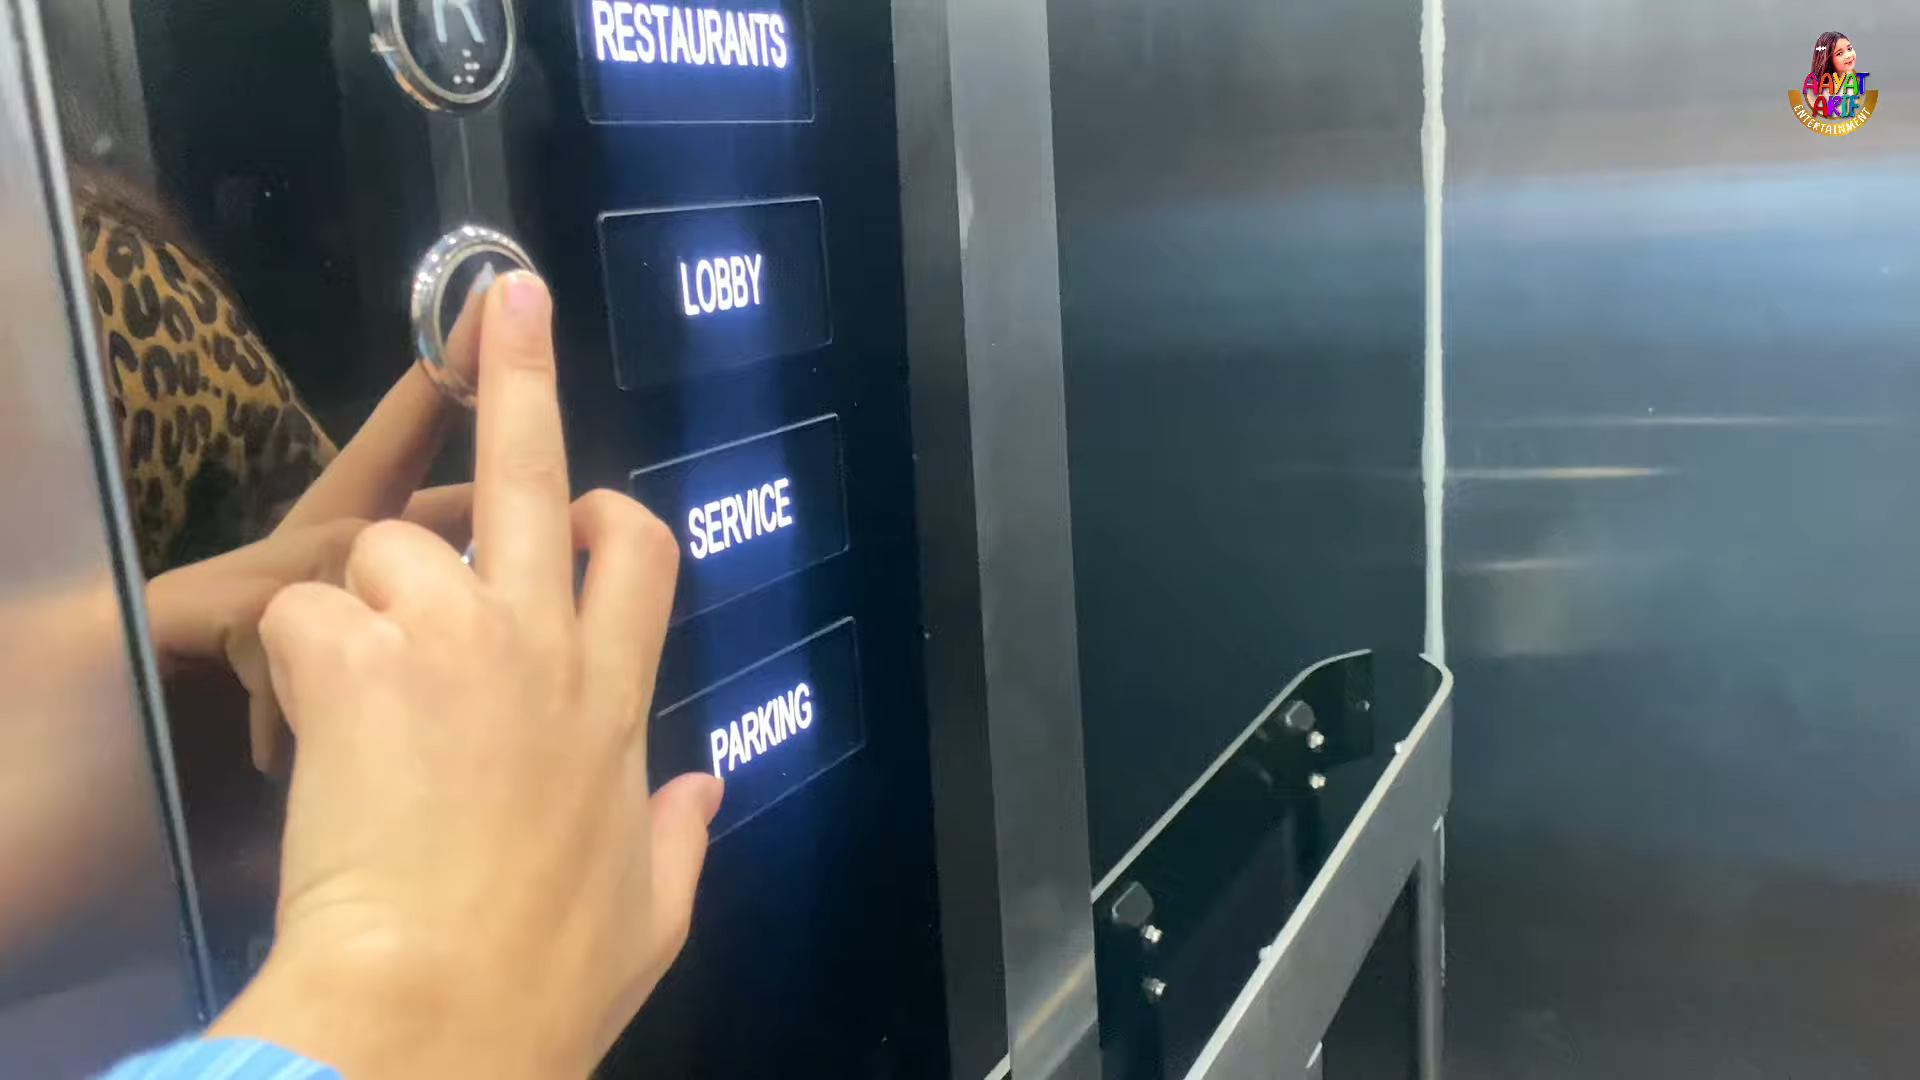 R
RESTAURANTS
LOBBY
SERVICE
PARKING
AAYAT
ARIF
ENTERTAINMENT